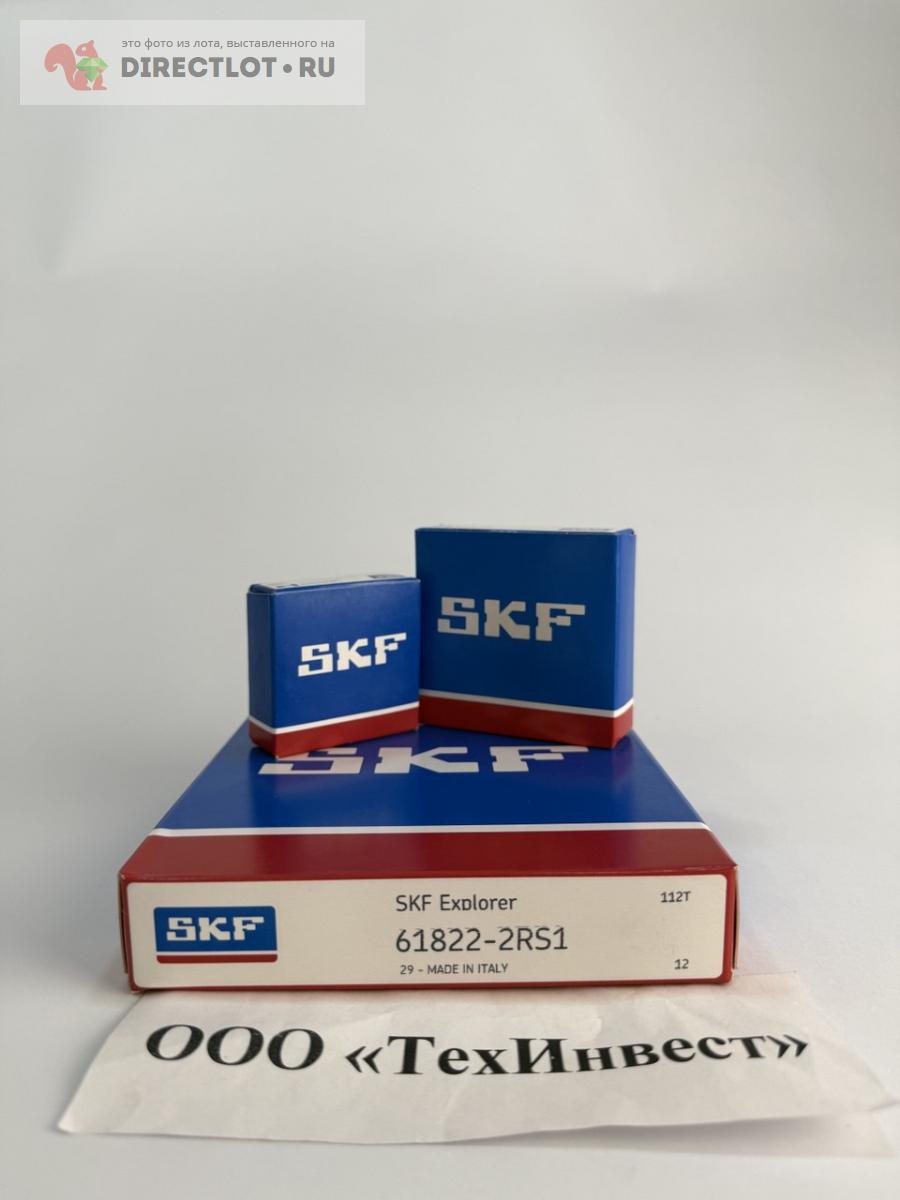 это фото из лота, выставленного на
DIRECTLOT•RU
SKF
SKF
SKF
SKF Explorer
112T
SKF
61822-2RS1
29 - MADE IN ITALY
12
ООО «ТехИнвест»